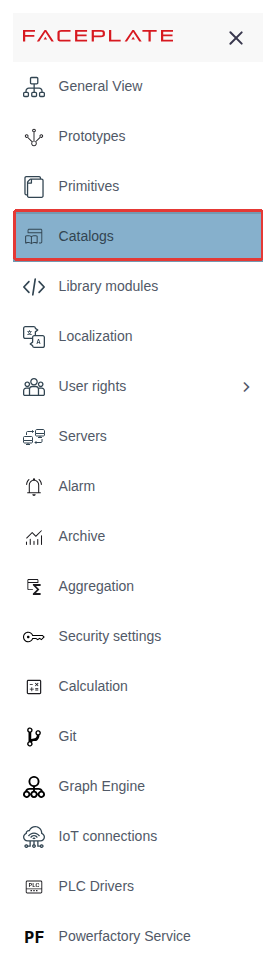 FACEPLATE
General View
Prototypes
Primitives
Catalogs
Library modules
Localization
User rights
Servers
Alarm
Archive
Aggregation
Security settings
Calculation
Git
Graph Engine
IoT connections
PLC PLC Drivers
PF Powerfactory Service